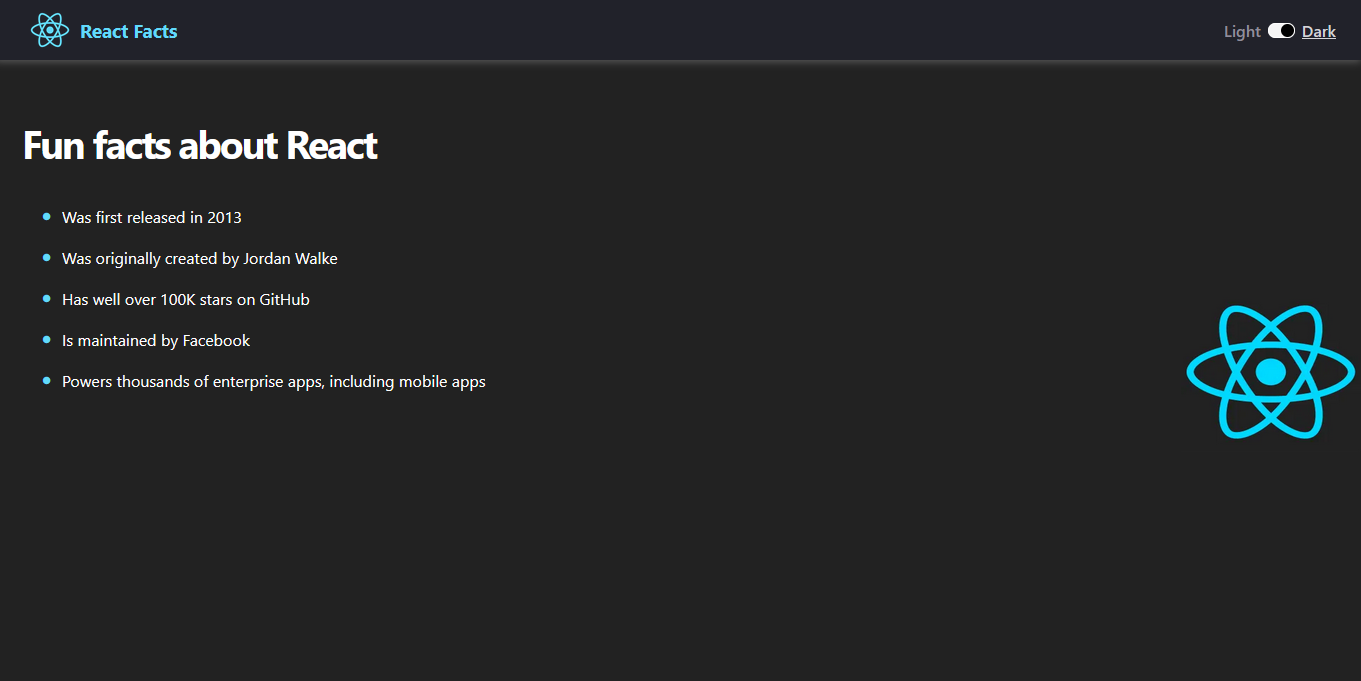 React Facts
Light Dark
Fun facts about React
Was first released in 2013
Was originally created by Jordan Walke
Has well over 100K stars on GitHub
Is maintained by Facebook
Powers thousands of enterprise apps, including mobile apps